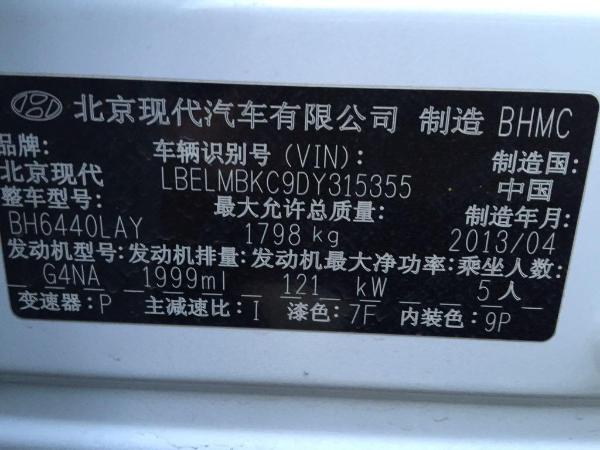 北京现代汽车有限公司 制造 BHMC
品牌: 车辆识别号 (VIN): 制造国:
北京现代 LBELMBKC9DY315355 中国
整车型号: 最大允许总质量: 制造年月:
BH6440LAY 1798 kg 2013/04
发动机型号: 发动机排量: 发动机最大净功率: 乘坐人数:
G4NA 1999ml 121 kW 5人
变速器: P 主减速比: I 漆色: 7F 内装色: 9P